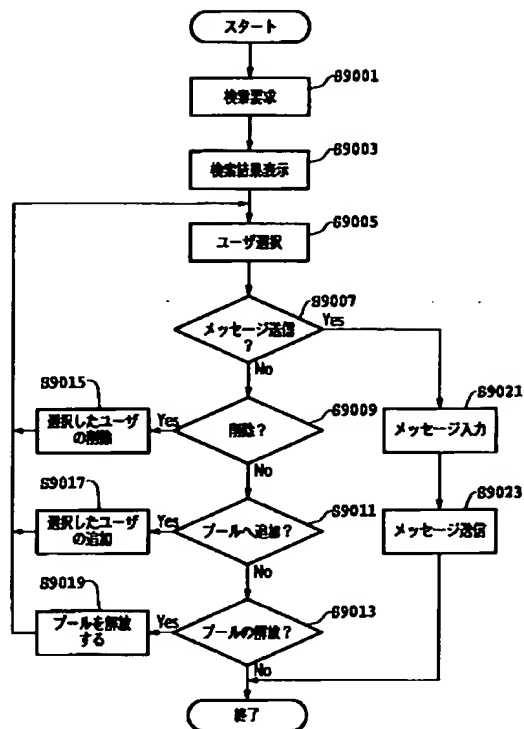 スタート
S9001
検索要求
S9003
検索結果表示
S9005
ユーザ選択
S9007
メッセージ送信
?
Yes
No
S9015
選択したユーザ
の削除
Yes
削除?
S9009
No
S9021
メッセージ入力
S9017
選択したユーザ
の追加
Yes
プールへ追加?
S9011
No
S9023
メッセージ送信
S9019
プールを解放
する
Yes
プールの解放?
S9013
No
終了